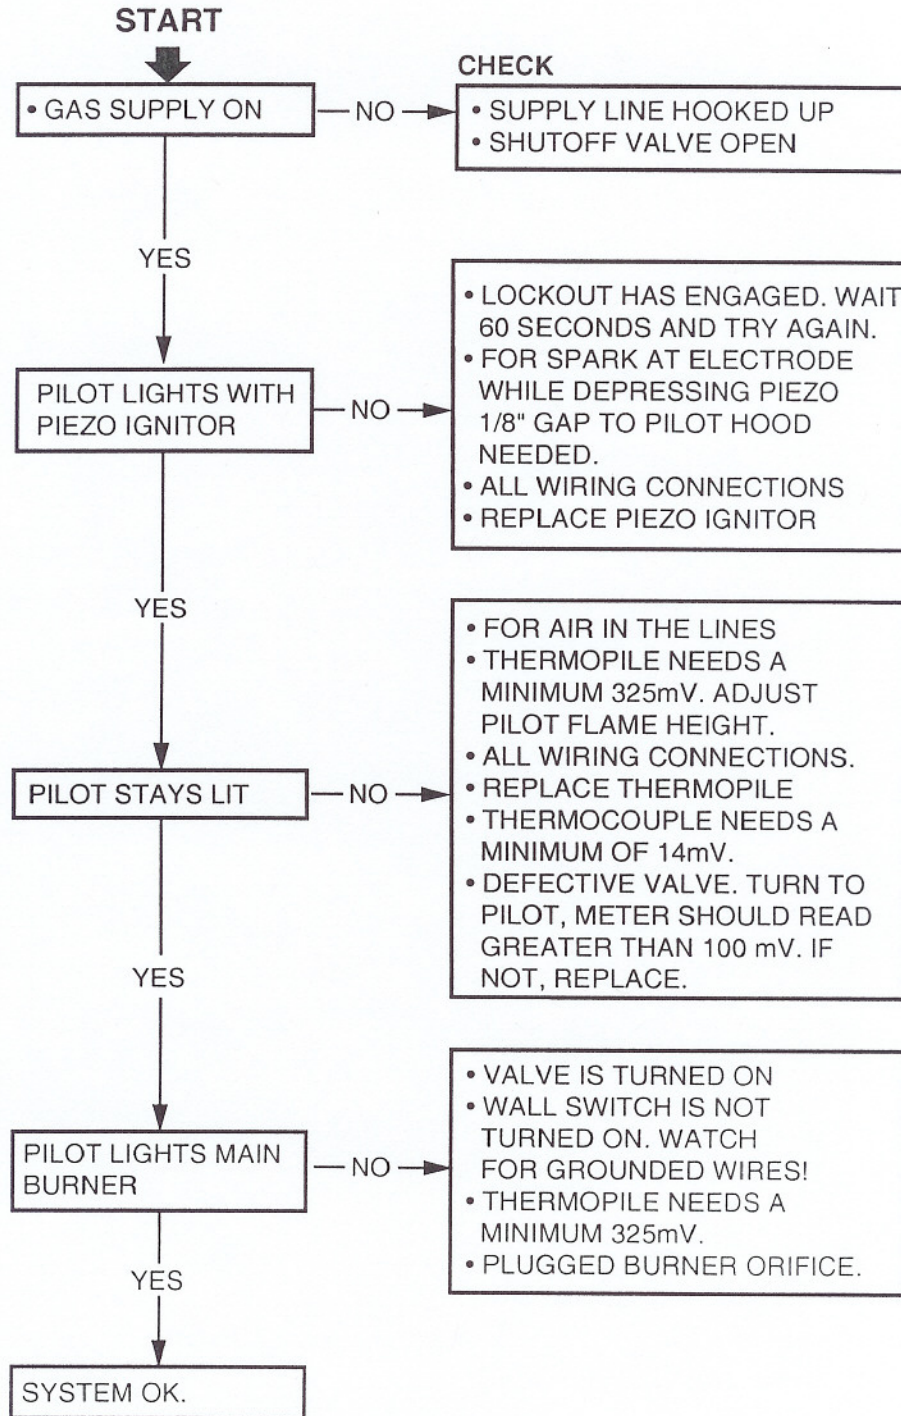 START
CHECK
• GAS SUPPLY ON
NO
• SUPPLY LINE HOOKED UP
• SHUTOFF VALVE OPEN
YES
PILOT LIGHTS WITH
PIEZO IGNITOR
NO
• LOCKOUT HAS ENGAGED. WAIT
60 SECONDS AND TRY AGAIN.
• FOR SPARK AT ELECTRODE
WHILE DEPRESSING PIEZO
1/8" GAP TO PILOT HOOD
NEEDED.
• ALL WIRING CONNECTIONS
• REPLACE PIEZO IGNITOR
YES
PILOT STAYS LIT
NO
• FOR AIR IN THE LINES
• THERMOPILE NEEDS A
MINIMUM 325mV. ADJUST
PILOT FLAME HEIGHT.
• ALL WIRING CONNECTIONS.
• REPLACE THERMOPILE
• THERMOCOUPLE NEEDS A
MINIMUM OF 14mV.
• DEFECTIVE VALVE. TURN TO
PILOT, METER SHOULD READ
GREATER THAN 100 mV. IF
NOT, REPLACE.
YES
PILOT LIGHTS MAIN
BURNER
NO
• VALVE IS TURNED ON
• WALL SWITCH IS NOT
TURNED ON. WATCH
FOR GROUNDED WIRES!
• THERMOPILE NEEDS A
MINIMUM 325mV.
• PLUGGED BURNER ORIFICE.
YES
SYSTEM OK.